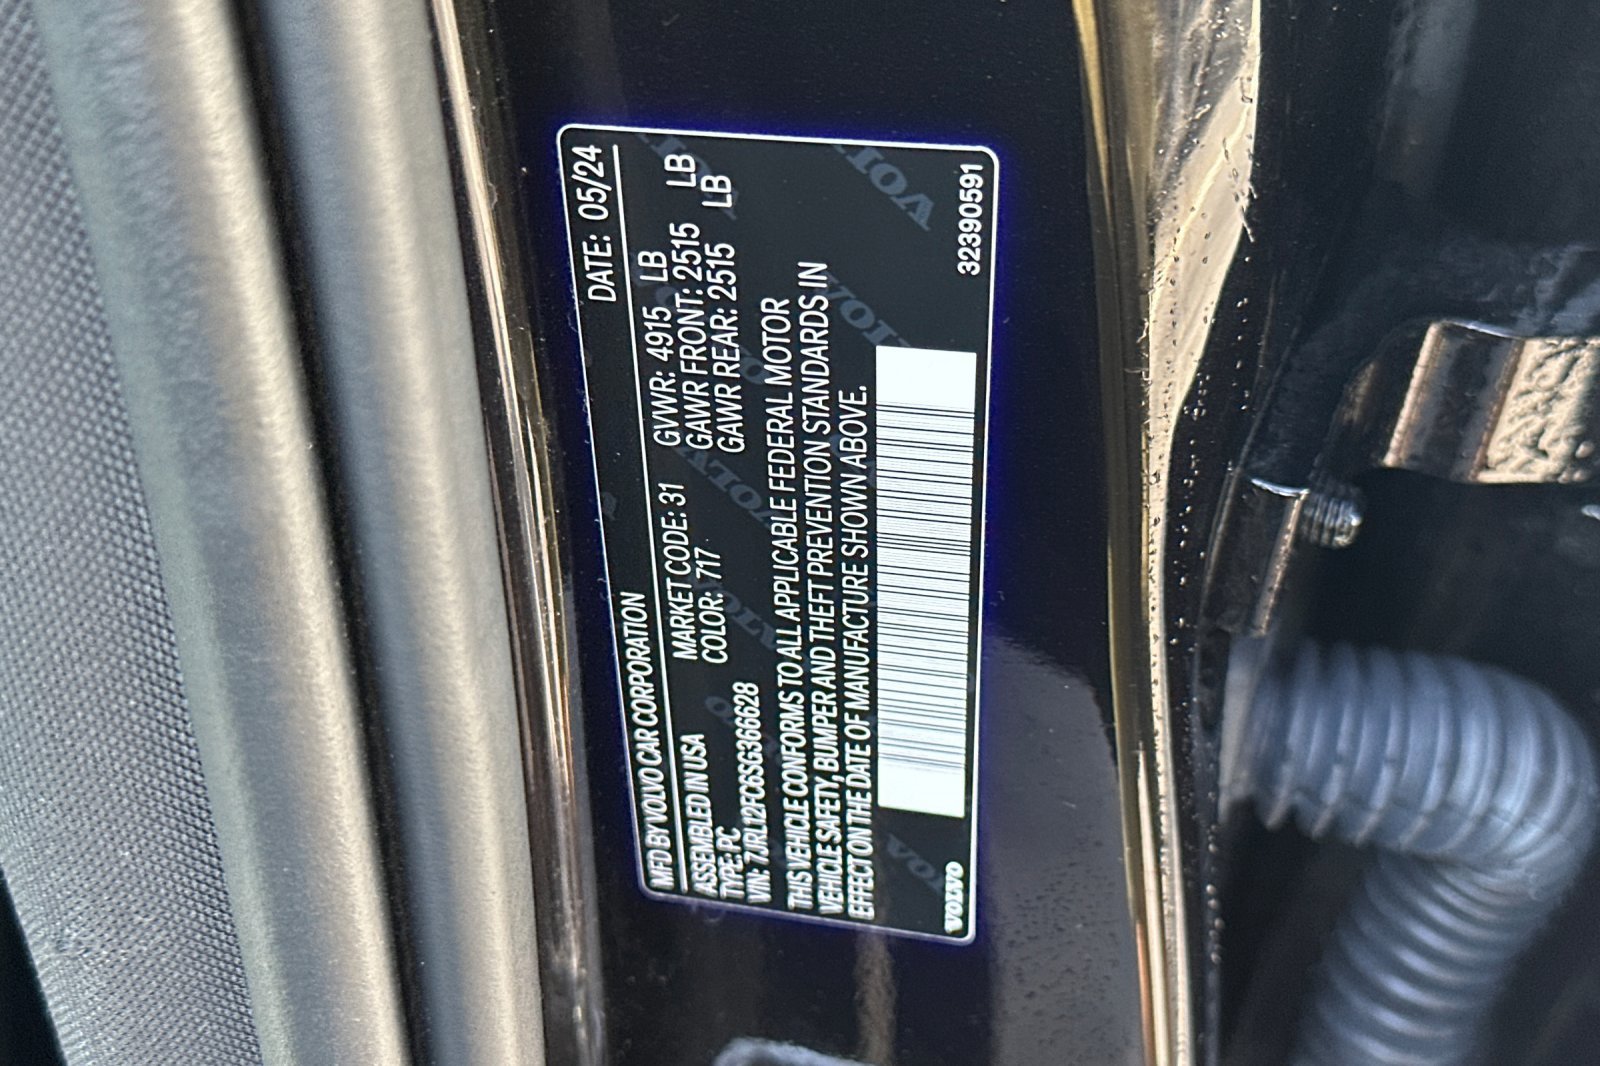 MFD BY VOLVO CAR CORPORATION DATE: 05/24
ASSEMBLED IN USA MARKET CODE: 31 GVWR: 4915 LB
TYPE: PC COLOR: 717 GAWR FRONT: 2515 LB
VIN: 7JRL12FC6SG366628 GAWR REAR: 2515 LB
THIS VEHICLE CONFORMS TO ALL APPLICABLE FEDERAL MOTOR
VEHICLE SAFETY, BUMPER AND THEFT PREVENTION STANDARDS IN
EFFECT ON THE DATE OF MANUFACTURE SHOWN ABOVE.
VOLVO 32390591